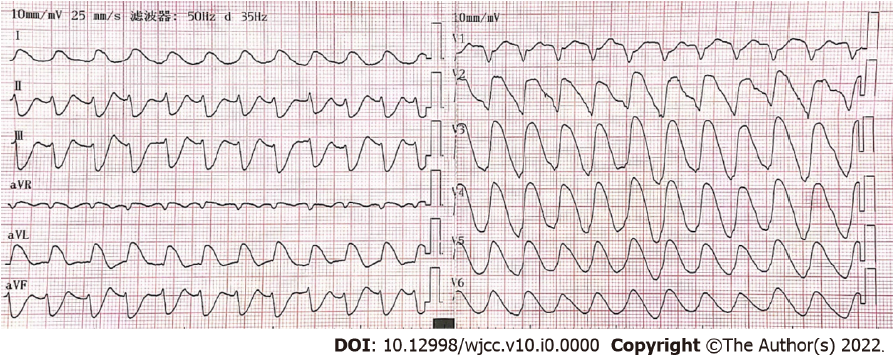 10mm/mV 25 mm/s 滤波器: 50Hz d 35Hz
I
II
III
aVR
aVL
aVF
10mm/mV
V1
V2
V3
V4
V5
V6
DOI: 10.12998/wjcc.v10.i0.0000 Copyright ©The Author(s) 2022.